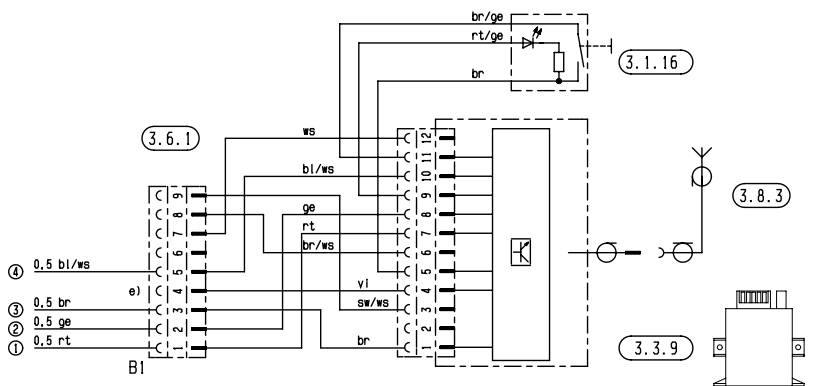 br/ge
rt/ge
br
3.1.16
3.6.1
ws
bl/ws
ge
rt
br/ws
vi
sw/ws
br
12
11
10
9
8
7
6
5
4
3
2
1
9
8
7
6
5
4
3
2
1
3.8.3
④ 0,5 bl/ws
e)
③ 0,5 br
② 0,5 ge
① 0,5 rt
B1
3.3.9